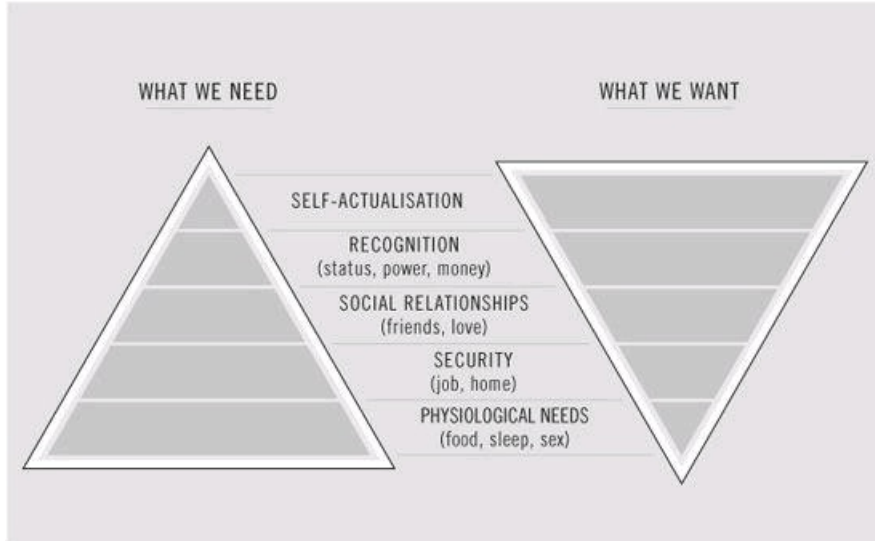 WHAT WE NEED
WHAT WE WANT
SELF-ACTUALISATION
RECOGNITION
(status, power, money)
SOCIAL RELATIONSHIPS
(friends, love)
SECURITY
(job, home)
PHYSIOLOGICAL NEEDS
(food, sleep, sex)